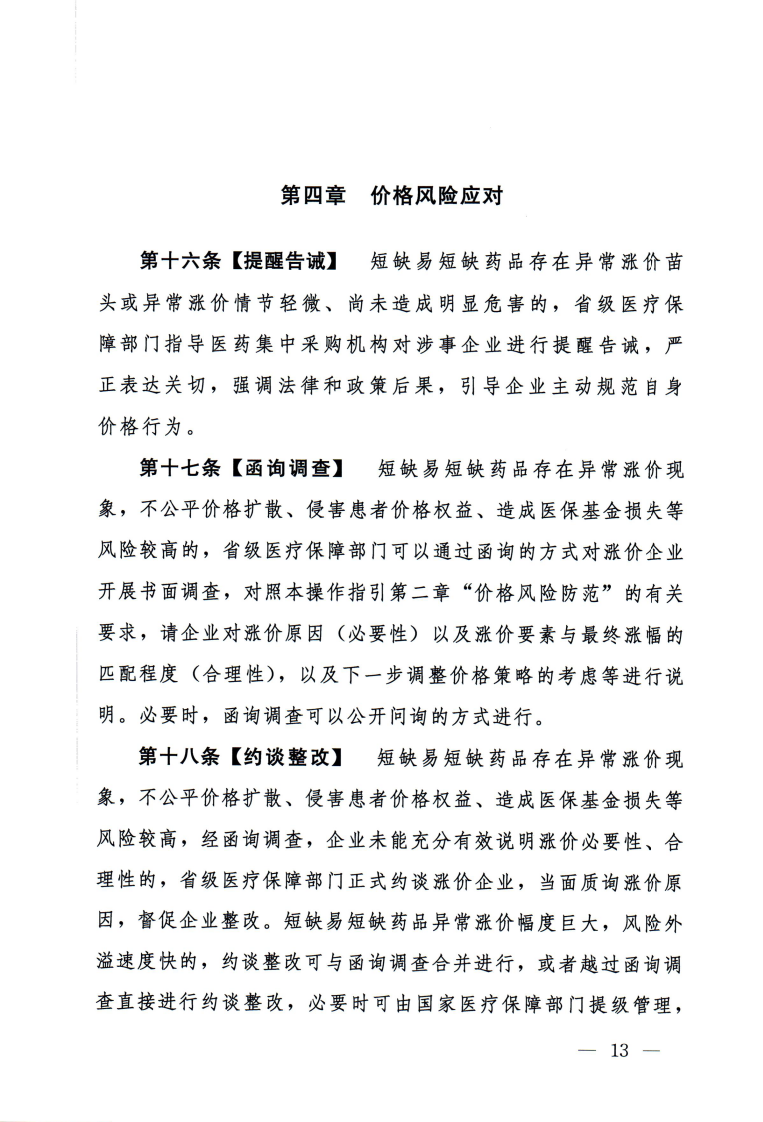 第四章　价格风险应对
第十六条【提醒告诫】　短缺易短缺药品存在异常涨价苗
头或异常涨价情节轻微、尚未造成明显危害的，省级医疗保
障部门指导医药集中采购机构对涉事企业进行提醒告诫，严
正表达关切，强调法律和政策后果，引导企业主动规范自身
价格行为。
第十七条【函询调查】　短缺易短缺药品存在异常涨价现
象，不公平价格扩散、侵害患者价格权益、造成医保基金损失等
风险较高的，省级医疗保障部门可以通过函询的方式对涨价企业
开展书面调查，对照本操作指引第二章“价格风险防范”的有关
要求，请企业对涨价原因（必要性）以及涨价要素与最终涨幅的
匹配程度（合理性），以及下一步调整价格策略的考虑等进行说
明。必要时，函询调查可以公开问询的方式进行。
第十八条【约谈整改】　短缺易短缺药品存在异常涨价现
象，不公平价格扩散、侵害患者价格权益、造成医保基金损失等
风险较高，经函询调查，企业未能充分有效说明涨价必要性、合
理性的，省级医疗保障部门正式约谈涨价企业，当面质询涨价原
因，督促企业整改。短缺易短缺药品异常涨价幅度巨大，风险外
溢速度快的，约谈整改可与函询调查合并进行，或者越过函询调
查直接进行约谈整改，必要时可由国家医疗保障部门提级管理，
— 13 —